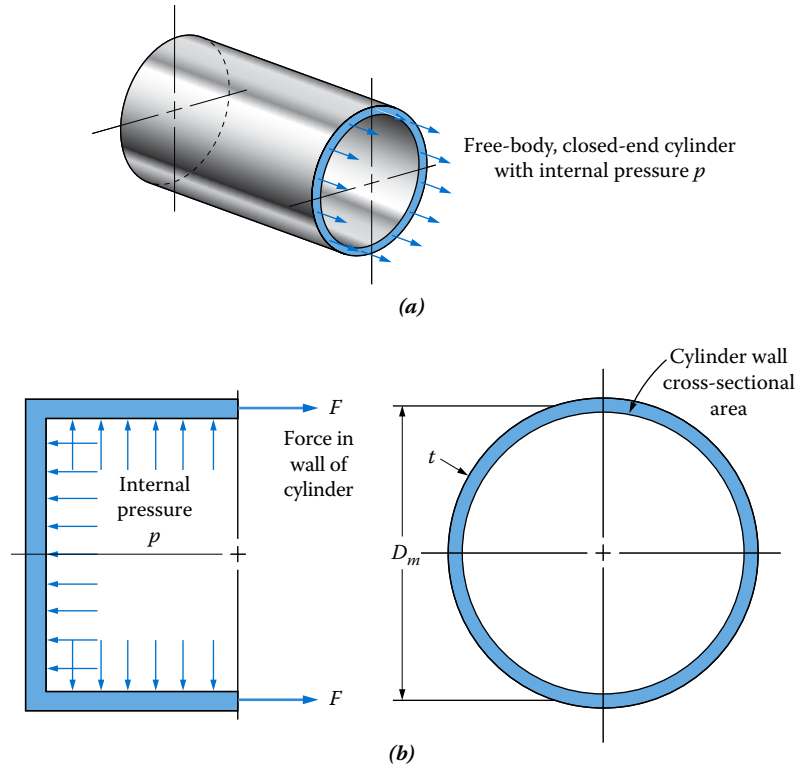 Free-body, closed-end cylinder
with internal pressure p
(a)
Cylinder wall
cross-sectional
area
F
Force in
wall of
cylinder
Internal
pressure
p
t
D_m
F
(b)